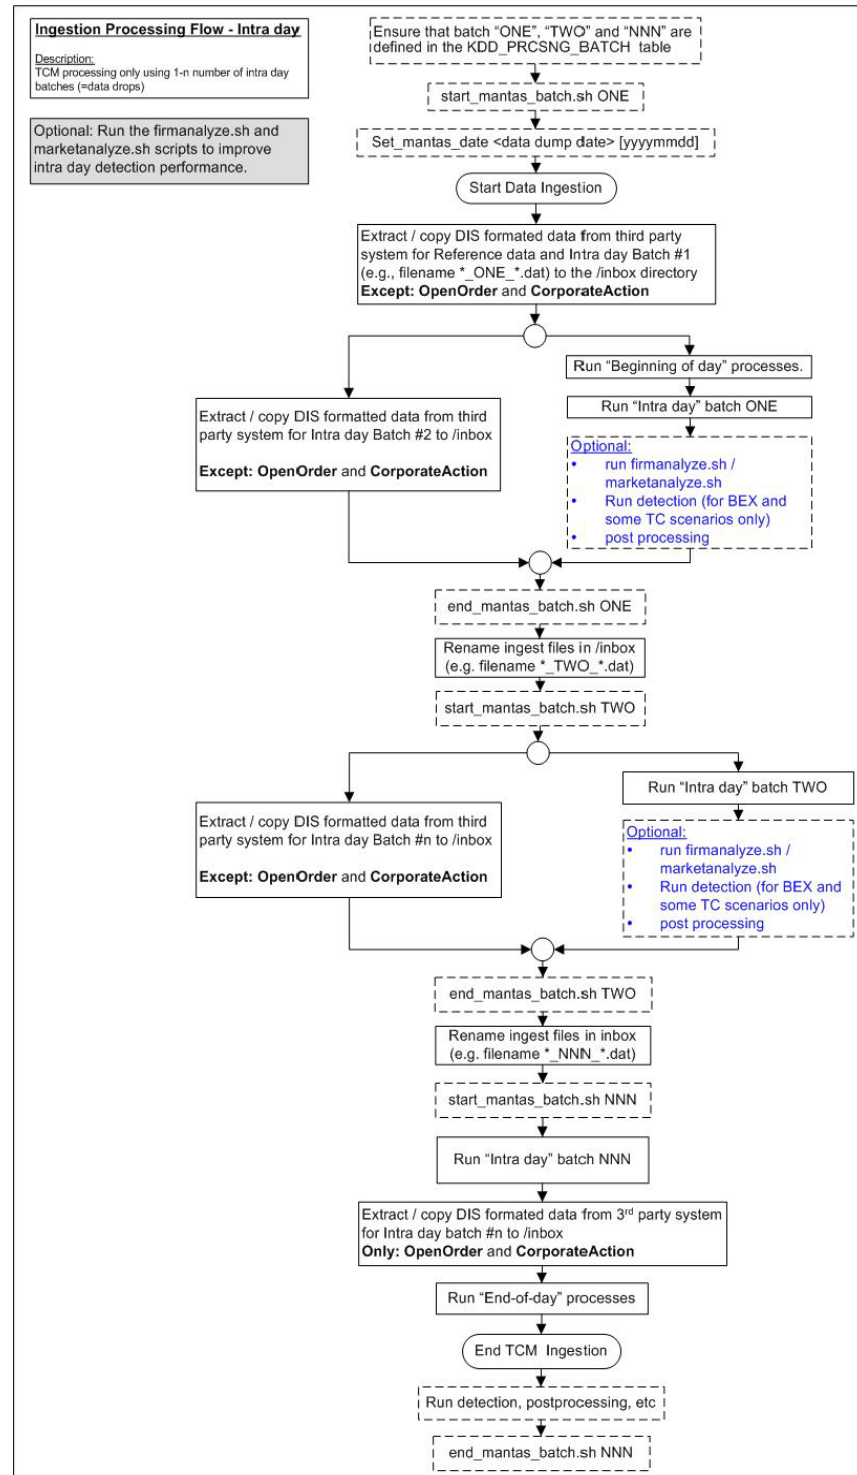 Ingestion Processing Flow - Intra day
Description:
TCM processing only using 1-n number of intra day
batches (=data drops)
Optional: Run the firmanalyze.sh and
marketanalyze.sh scripts to improve
intra day detection performance.
Ensure that batch “ONE”, “TWO” and “NNN” are
defined in the KDD_PRCSNG_BATCH table
start_mantas_batch.sh ONE
Set_mantas_date <data dump date> [yyyymmdd]
Start Data Ingestion
Extract / copy DIS formated data from third party
system for Reference data and Intra day Batch #1
(e.g., filename *_ONE_*.dat) to the /inbox directory
Except: OpenOrder and CorporateAction
Run “Beginning of day” processes.
Run “Intra day” batch ONE
Extract / copy DIS formatted data from third
party system for Intra day Batch #2 to /inbox
Except: OpenOrder and CorporateAction
Optional:
• run firmanalyze.sh /
marketanalyze.sh
• Run detection (for BEX and
some TC scenarios only)
• post processing
end_mantas_batch.sh ONE
Rename ingest files in /inbox
(e.g. filename *_TWO_*.dat)
start_mantas_batch.sh TWO
Run “Intra day” batch TWO
Extract / copy DIS formatted data from third
party system for Intra day Batch #n to /inbox
Except: OpenOrder and CorporateAction
Optional:
• run firmanalyze.sh /
marketanalyze.sh
• Run detection (for BEX and
some TC scenarios only)
• post processing
end_mantas_batch.sh TWO
Rename ingest files in inbox
(e.g. filename *_NNN_*.dat)
start_mantas_batch.sh NNN
Run “Intra day” batch NNN
Extract / copy DIS formated data from 3rd party system
for Intra day batch #n to /inbox
Only: OpenOrder and CorporateAction
Run “End-of-day” processes
End TCM Ingestion
Run detection, postprocessing, etc
end_mantas_batch.sh NNN